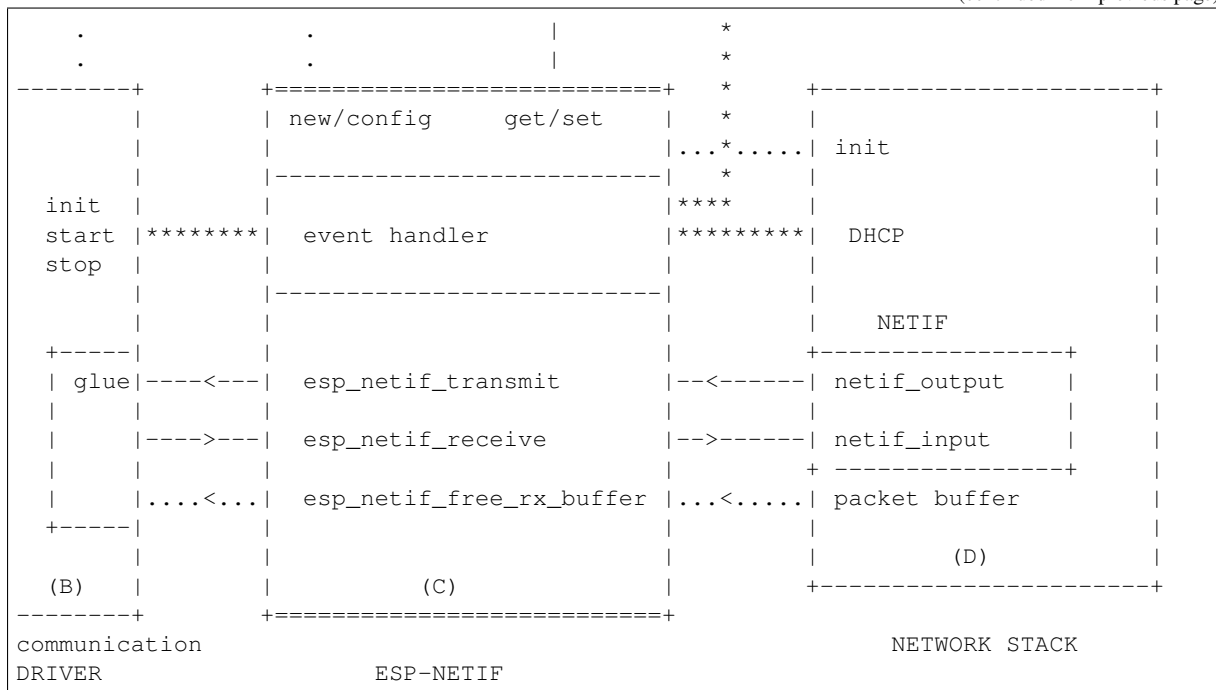 .                .                |           *
.                .                |           *
--------+        +===========================+   *     +-----------------------+
        |        | new/config     get/set    |   *     |                       |
        |        |                           |...*.....| init                  |
        |        |---------------------------|   *     |                       |
  init  |        |                           |****     |                       |
  start |********|  event handler            |*********|  DHCP                 |
  stop  |        |                           |         |                       |
        |        |---------------------------|         |                       |
        |        |                           |         |    NETIF              |
  +-----|        |                           |         +-----------------+     |
  | glue|----<---|  esp_netif_transmit       |--<------| netif_output    |     |
  |     |        |                           |         |                 |     |
  |     |---->---|  esp_netif_receive        |-->------| netif_input     |     |
  |     |        |                           |         + ----------------+     |
  |     |....<...|  esp_netif_free_rx_buffer |...<.....| packet buffer         |
  +-----|        |                           |         |                       |
        |        |                           |         |         (D)           |
  (B)   |        |          (C)              |         +-----------------------+
--------+        +===========================+
communication                                                NETWORK STACK
DRIVER                   ESP-NETIF